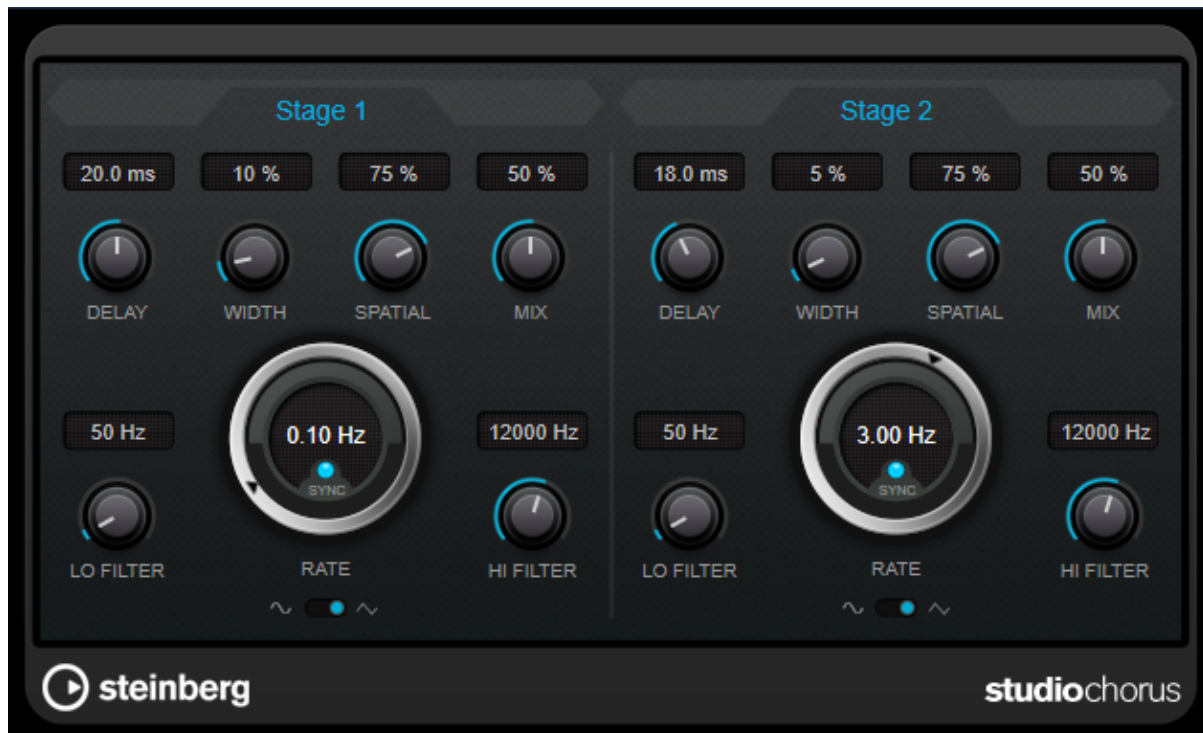 Stage 1
20.0 ms 10 % 75 % 50 %
DELAY WIDTH SPATIAL MIX
50 Hz 0.10 Hz 12000 Hz
SYNC
LO FILTER RATE HI FILTER
Stage 2
18.0 ms 5 % 75 % 50 %
DELAY WIDTH SPATIAL MIX
50 Hz 3.00 Hz 12000 Hz
SYNC
LO FILTER RATE HI FILTER
steinberg
studiochorus